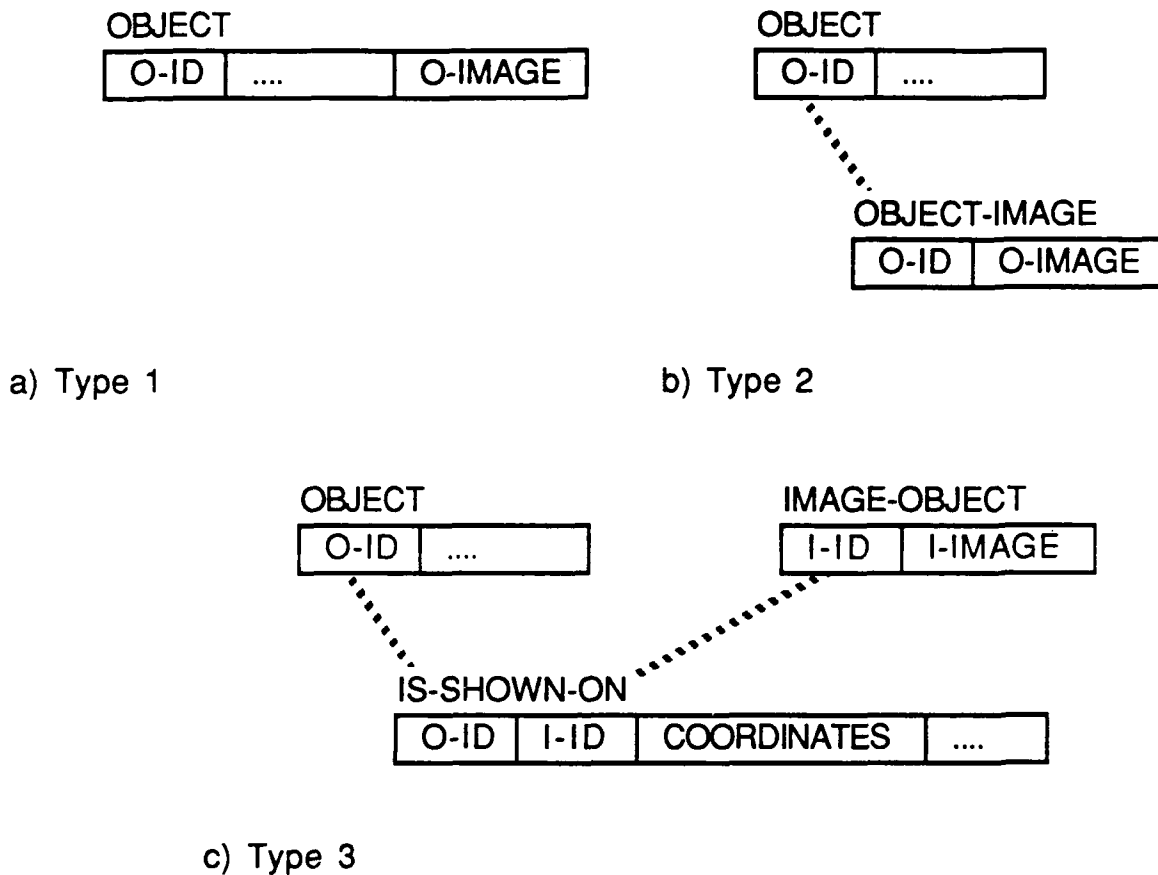 OBJECT
O-ID .... O-IMAGE
a) Type 1
OBJECT
O-ID ....
OBJECT-IMAGE
O-ID O-IMAGE
b) Type 2
OBJECT
O-ID ....
IMAGE-OBJECT
I-ID I-IMAGE
IS-SHOWN-ON
O-ID I-ID COORDINATES ....
c) Type 3